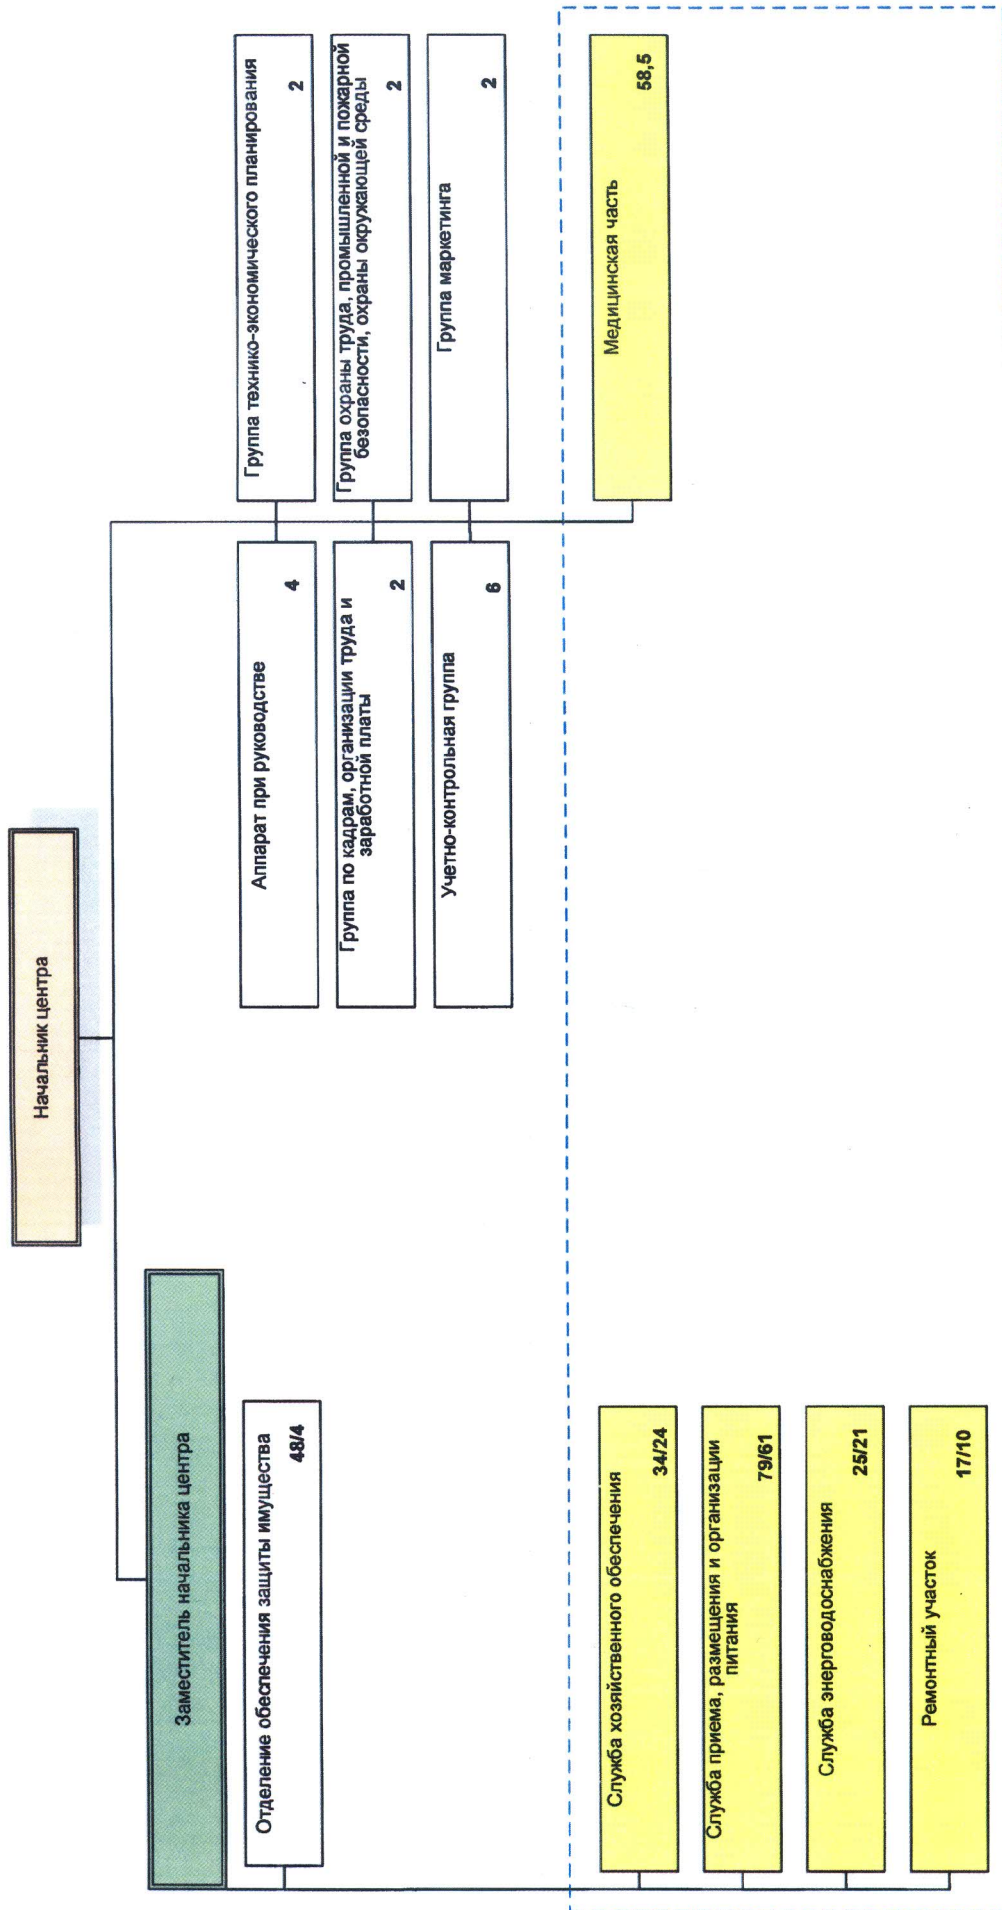 Начальник центра
Заместитель начальника центра
Отделение обеспечения защиты имущества
48/4
Служба хозяйственного обеспечения
34/24
Служба приема, размещения и организации
питания
79/61
Служба энерговодоснабжения
25/21
Ремонтный участок
17/10
Аппарат при руководстве
4
Группа по кадрам, организации труда и
заработной платы
2
Учетно-контрольная группа
6
Группа технико-экономического планирования
2
Группа охраны труда, промышленной и пожарной
безопасности, охраны окружающей среды
2
Группа маркетинга
2
Медицинская часть
58,5